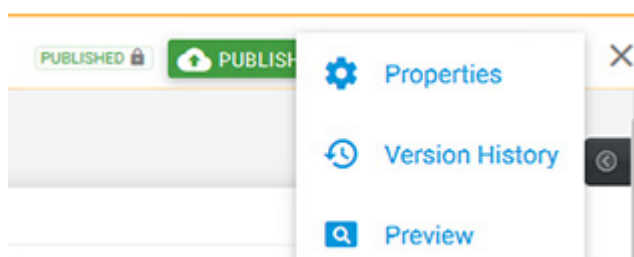 PUBLISHED
PUBLISH
Properties
Version History
Preview